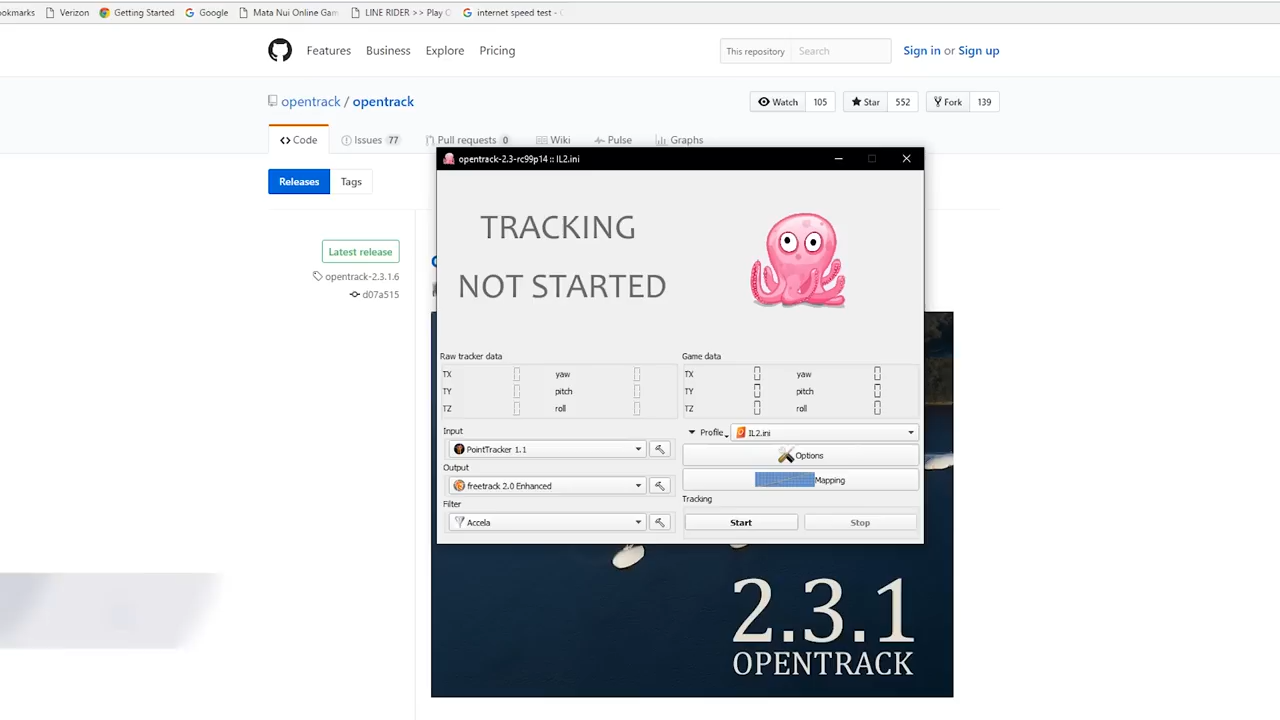 ookmarks Verizon Getting Started Google Mata Nui Online Gam LINE RIDER >> Play internet speed test -
Features Business Explore Pricing This repository Search Sign in or Sign up
opentrack / opentrack Watch 105 Star 552 Fork 139
Code Issues 77 Pull requests 0 Wiki Pulse Graphs
opentrack-2.3-rc99p14 :: IL2.ini
Releases Tags
TRACKING
NOT STARTED
Latest release
opentrack-2.3.1.6
d07a515
Raw tracker data Game data
TX yaw TX yaw
TY pitch TY pitch
TZ roll TZ roll
Input Profile IL2.ini
PointTracker 1.1 Options
Output
freetrack 2.0 Enhanced Mapping
Filter Tracking
Accela Start Stop
2.3.1
OPENTRACK